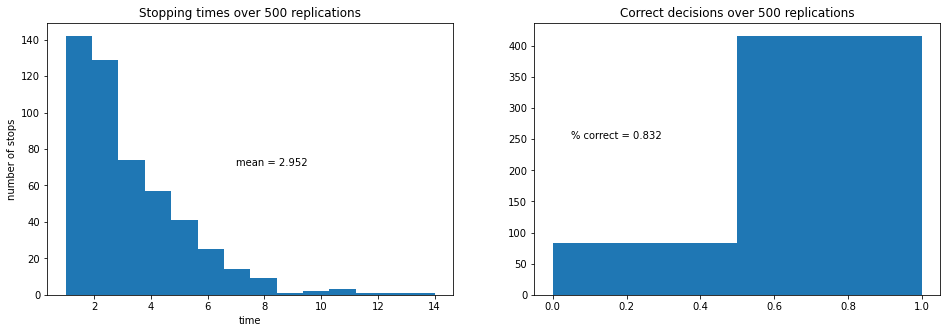 Stopping times over 500 replications
140
120
100
80
60
40
20
0
number of stops
mean = 2.952
2 4 6 8 10 12 14
time
Correct decisions over 500 replications
400
350
300
250
200
150
100
50
0
% correct = 0.832
0.0 0.2 0.4 0.6 0.8 1.0